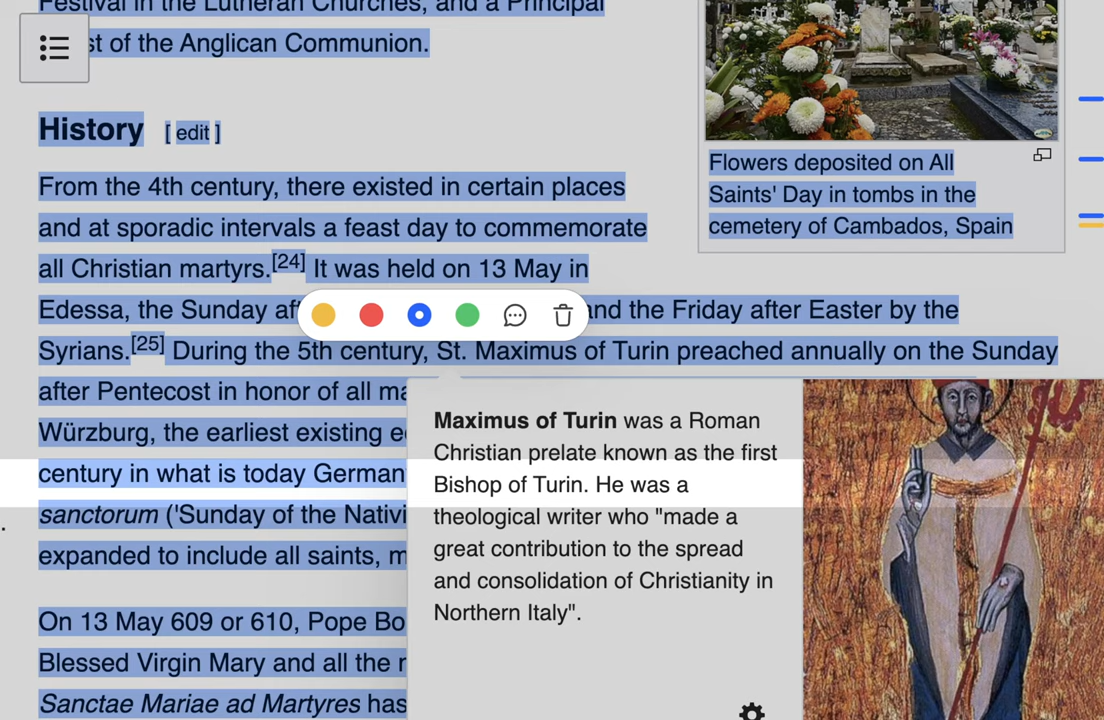 Festival in the Lutheran Churches, and a Principal
st of the Anglican Communion.
History [ edit ]
From the 4th century, there existed in certain places
and at sporadic intervals a feast day to commemorate
all Christian martyrs.[24] It was held on 13 May in
Edessa, the Sunday and the Friday after Easter by the
Syrians.[25] During the 5th century, St. Maximus of Turin preached annually on the Sunday
after Pentecost in honor of all
Würzburg, the earliest existing
century in what is today German
sanctorum ('Sunday of the Nativi
expanded to include all saints,
On 13 May 609 or 610, Pope Bo
Blessed Virgin Mary and all the
Sanctae Mariae ad Martyres has
Flowers deposited on All
Saints' Day in tombs in the
cemetery of Cambados, Spain
Maximus of Turin was a Roman
Christian prelate known as the first
Bishop of Turin. He was a
theological writer who "made a
great contribution to the spread
and consolidation of Christianity in
Northern Italy".